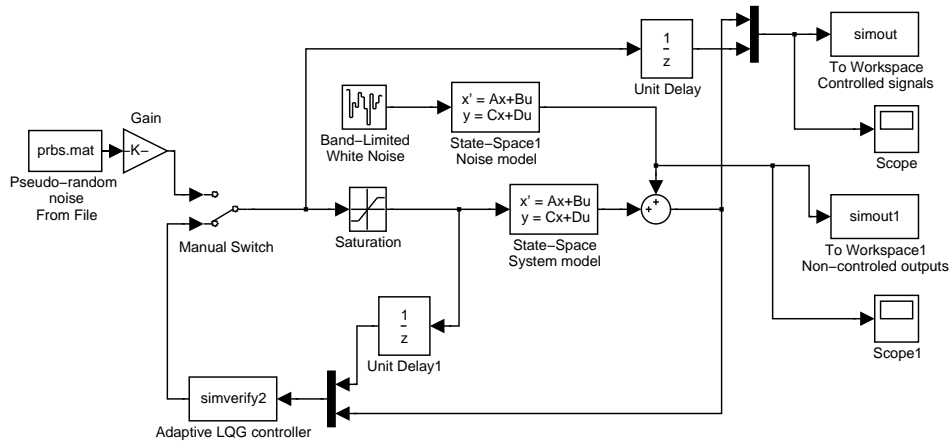 simout
To Workspace
Controlled signals
1
z
Unit Delay
Band−Limited
White Noise
x' = Ax+Bu
y = Cx+Du
State−Space1
Noise model
Scope
Gain
prbs.mat
−K−
Pseudo−random
noise
From File
Manual Switch
Saturation
x' = Ax+Bu
y = Cx+Du
State−Space
System model
+
+
simout1
To Workspace1
Non−controled outputs
1
z
Unit Delay1
Scope1
simverify2
Adaptive LQG controller